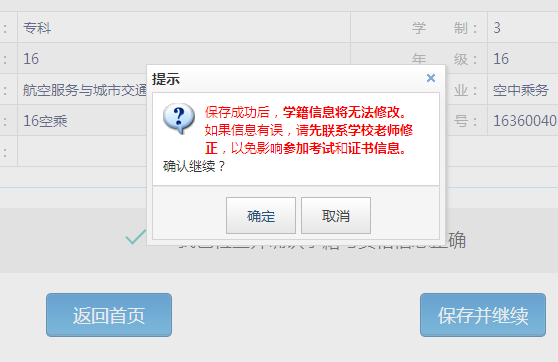 : 专科 学 制: 3
: 16 年 级: 16
: 航空服务与城市交通 业: 空中乘务
: 16空乘 号: 16360040
:
提示 ×
保存成功后，学籍信息将无法修改。
如果信息有误，请先联系学校老师修
正，以免影响参加考试和证书信息。
确认继续？
确定 取消
正确
返回首页 保存并继续